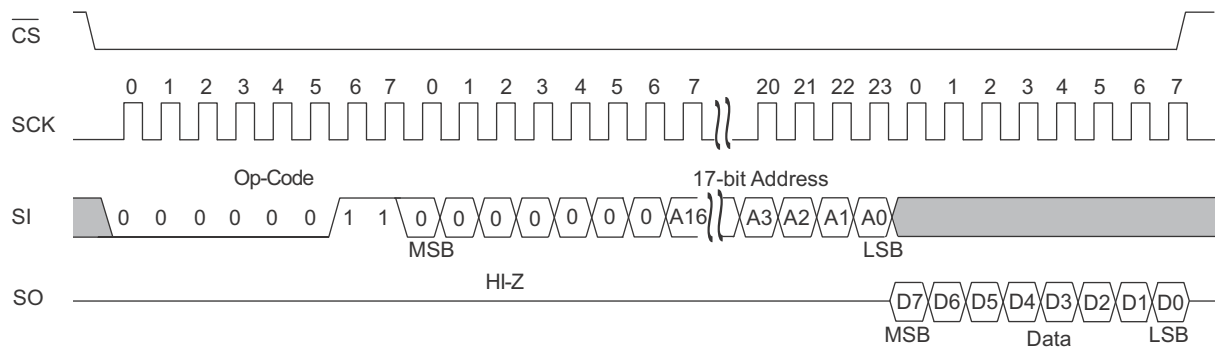 CS
0 1 2 3 4 5 6 7 0 1 2 3 4 5 6 7 20 21 22 23 0 1 2 3 4 5 6 7
SCK
Op-Code 17-bit Address
SI 0 0 0 0 0 0 1 1 0 0 0 0 0 0 0 A16 A3 A2 A1 A0
MSB LSB
HI-Z
SO D7 D6 D5 D4 D3 D2 D1 D0
MSB Data LSB